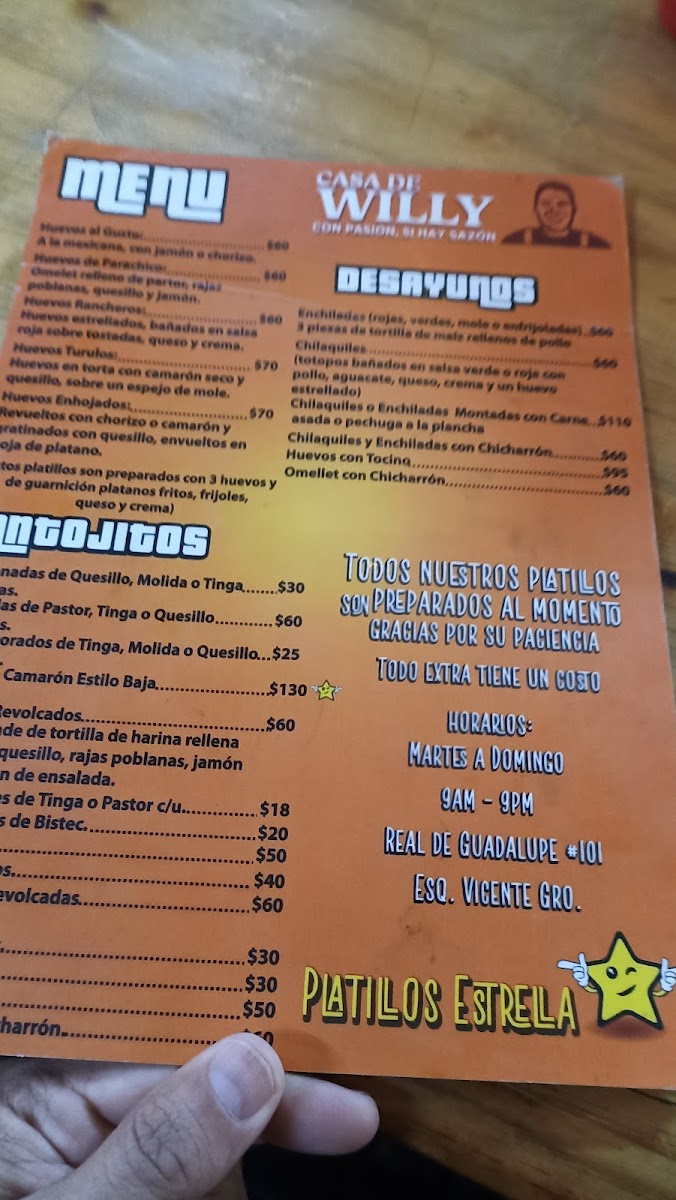 MENU
Huevos al Gusto:............$60
A la mexicana, con jamón o chorizo.
Huevos de Parachico:............$60
Omelet relleno de pastor, rajas
poblanas, quesillo y jamón.
Huevos Rancheros:............$60
Huevos estrellados, bañados en salsa
roja sobre tostadas, queso y crema.
Huevos Turulos:............$70
Huevos en torta con camarón seco y
quesillo, sobre un espejo de mole.
Huevos Enhojados:............$70
Revueltos con chorizo o camarón y
gratinados con quesillo, envueltos en
oja de platano.
tos platillos son preparados con 3 huevos y
de guarnición platanos fritos, frijoles,
queso y crema)
ANTOJITOS
nadas de Quesillo, Molida o Tinga.......$30
as.
as de Pastor, Tinga o Quesillo............$60
s.
orados de Tinga, Molida o Quesillo...$25
Camarón Estilo Baja............$130
Revolcados............$60
de de tortilla de harina rellena
quesillo, rajas poblanas, jamón
n de ensalada.
es de Tinga o Pastor c/u.............$18
s de Bistec............$20
............$50
os............$40
evolcadas............$60
............$30
............$30
............$50
charrón............$60
CASA DE
WILLY
CON PASION, SI HAY SAZÓN
DESAYUNOS
Enchiladas (rojas, verdes, mole o enfrijoladas)..$60
3 piezas de tortilla de maiz rellenos de pollo
Chilaquiles............$60
(totopos bañados en salsa verde o roja con
pollo, aguacate, queso, crema y un huevo
estrellado)
Chilaquiles o Enchiladas Montadas con Carne..$110
asada o pechuga a la plancha
Chilaquiles y Enchiladas con Chicharrón............$60
Huevos con Tocino............$95
Omellet con Chicharrón............$60
TODOS NUESTROS PLATILLOS
SON PREPARADOS AL MOMENTO
GRACIAS POR SU PACIENCIA
TODO EXTRA TIENE UN COSTO
HORARIOS:
MARTES A DOMINGO
9AM - 9PM
REAL DE GUADALUPE #101
ESQ. VICENTE GRO.
PLATILLOS ESTRELLA